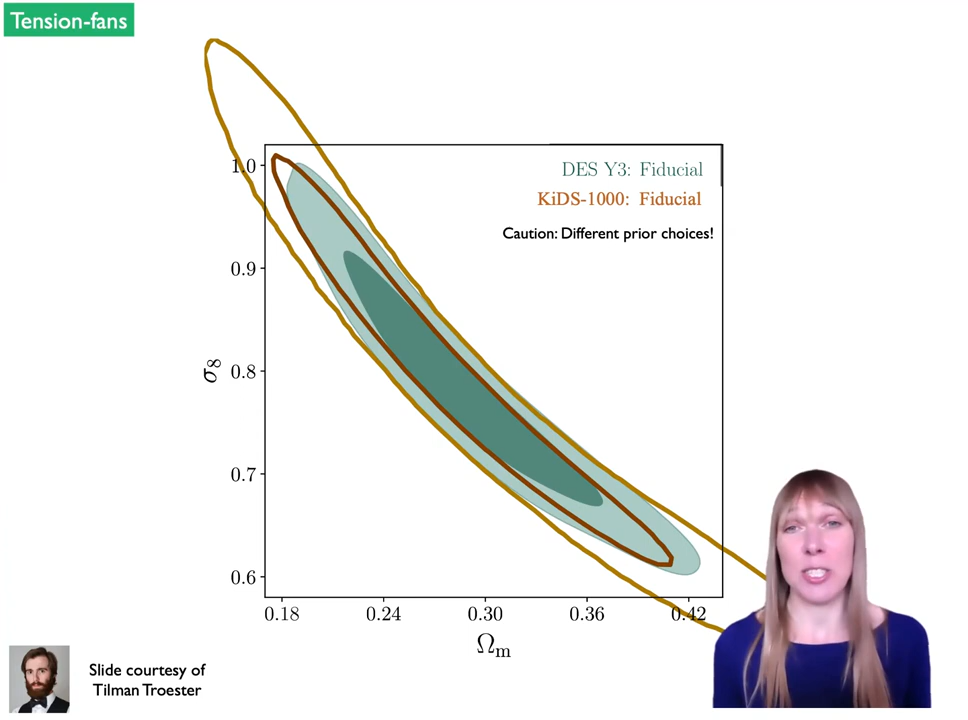 Tension-fans
DES Y3: Fiducial
KiDS-1000: Fiducial
Caution: Different prior choices!
1.0
0.9
0.8
0.7
0.6
σ8
0.18 0.24 0.30 0.36 0.42
Ωm
Slide courtesy of
Tilman Troester